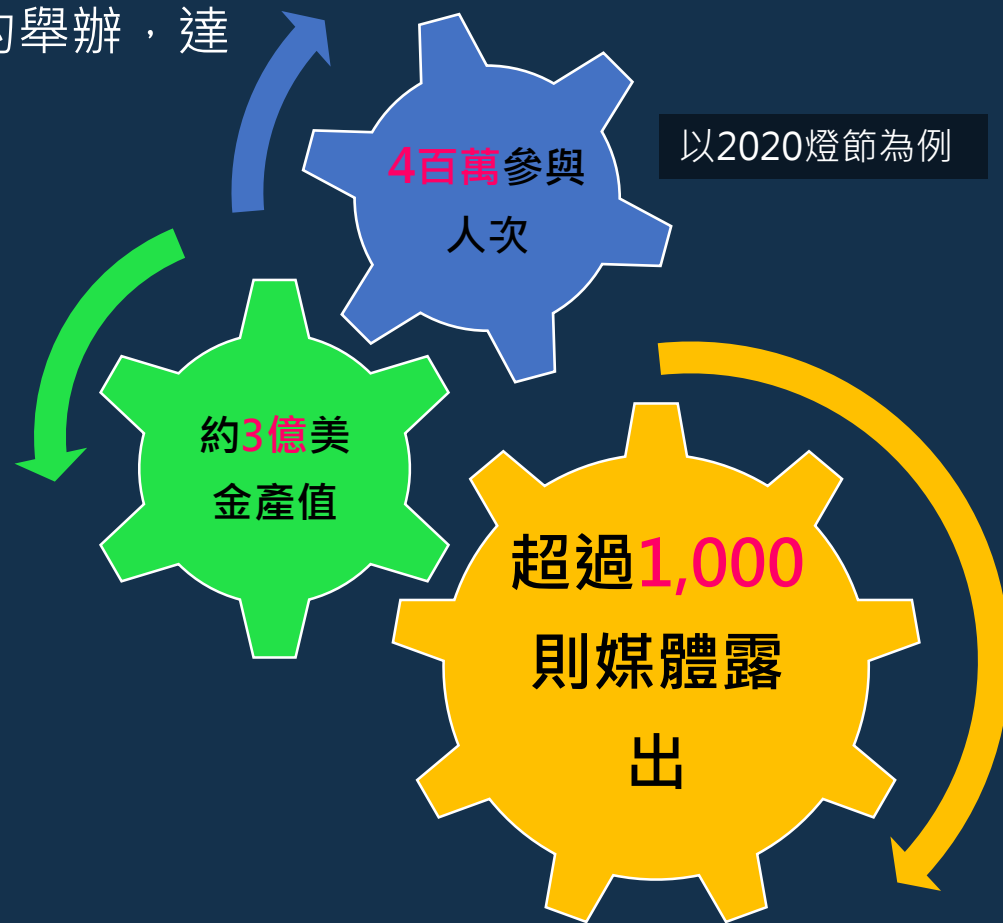 的舉辦，達
以2020燈節為例
4百萬參與
人次
約3億美
金產值
超過1,000
則媒體露
出